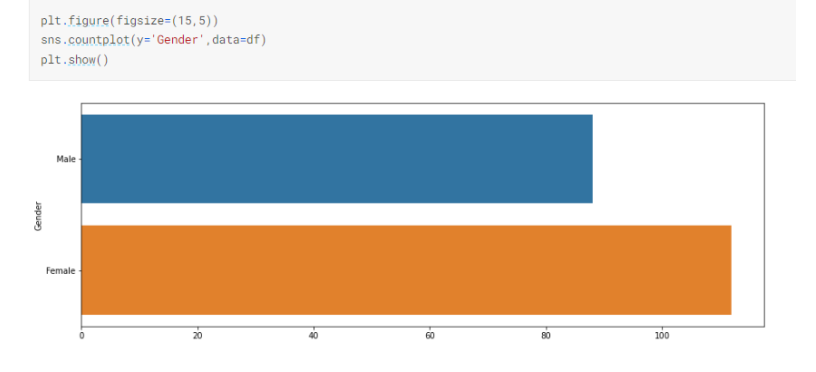 plt.figure(figsize=(15,5))
sns.countplot(y='Gender',data=df)
plt.show()
Male
Gender
Female
0 20 40 60 80 100